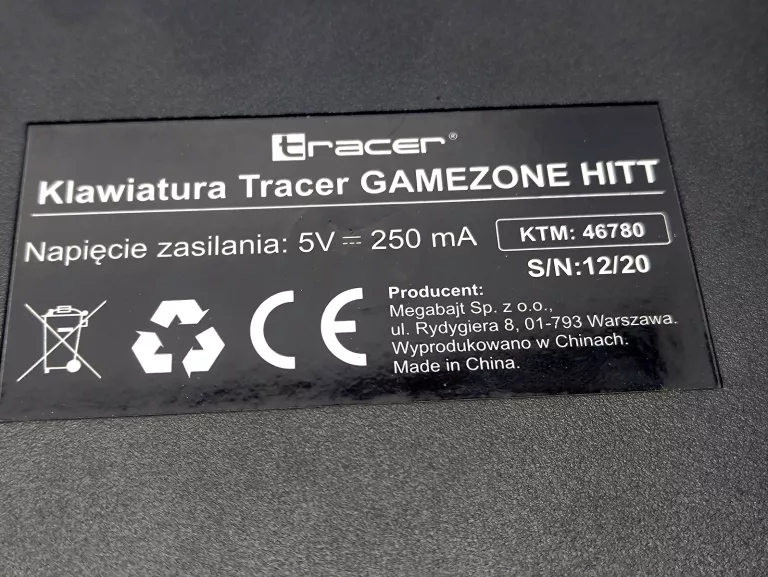 tracer®
Klawiatura Tracer GAMEZONE HITT
Napięcie zasilania: 5V ⎓ 250 mA
KTM: 46780
S/N:12/20
Producent:
Megabajt Sp. z o.o.,
ul. Rydygiera 8, 01-793 Warszawa.
Wyprodukowano w Chinach.
Made in China.
CE